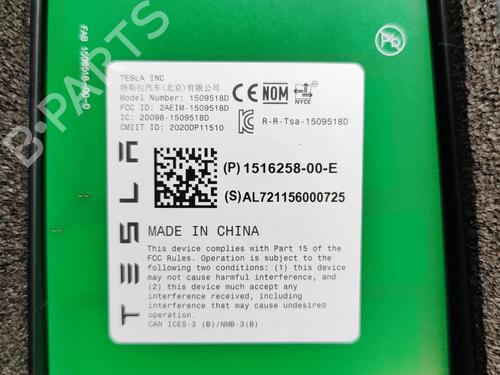 FAB 1509518-00-D
TESLA INC
特斯拉汽车(北京)有限公司
Model Number: 1509518D
FCC ID: 2AEIM-1509518D
IC: 20098-1509518D
CMIIT ID: 2020DP11510
CE NOM NYCE
R-R-Tsa-1509518D
(P) 1516258-00-E
(S) AL721156000725
TESLA
MADE IN CHINA
This device complies with Part 15 of the
FCC Rules. Operation is subject to the
following two conditions: (1) this device
may not cause harmful interference, and
(2) this device must accept any
interference received, including
interference that may cause undesired
operation.
CAN ICES-3 (B)/NMB-3(B)
B-PARTS